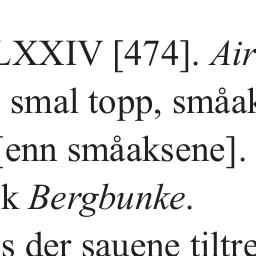 LXXIV [474]. Air
smal topp, småak
[enn småaksene].
k Bergbunke.
s der sauene tiltre